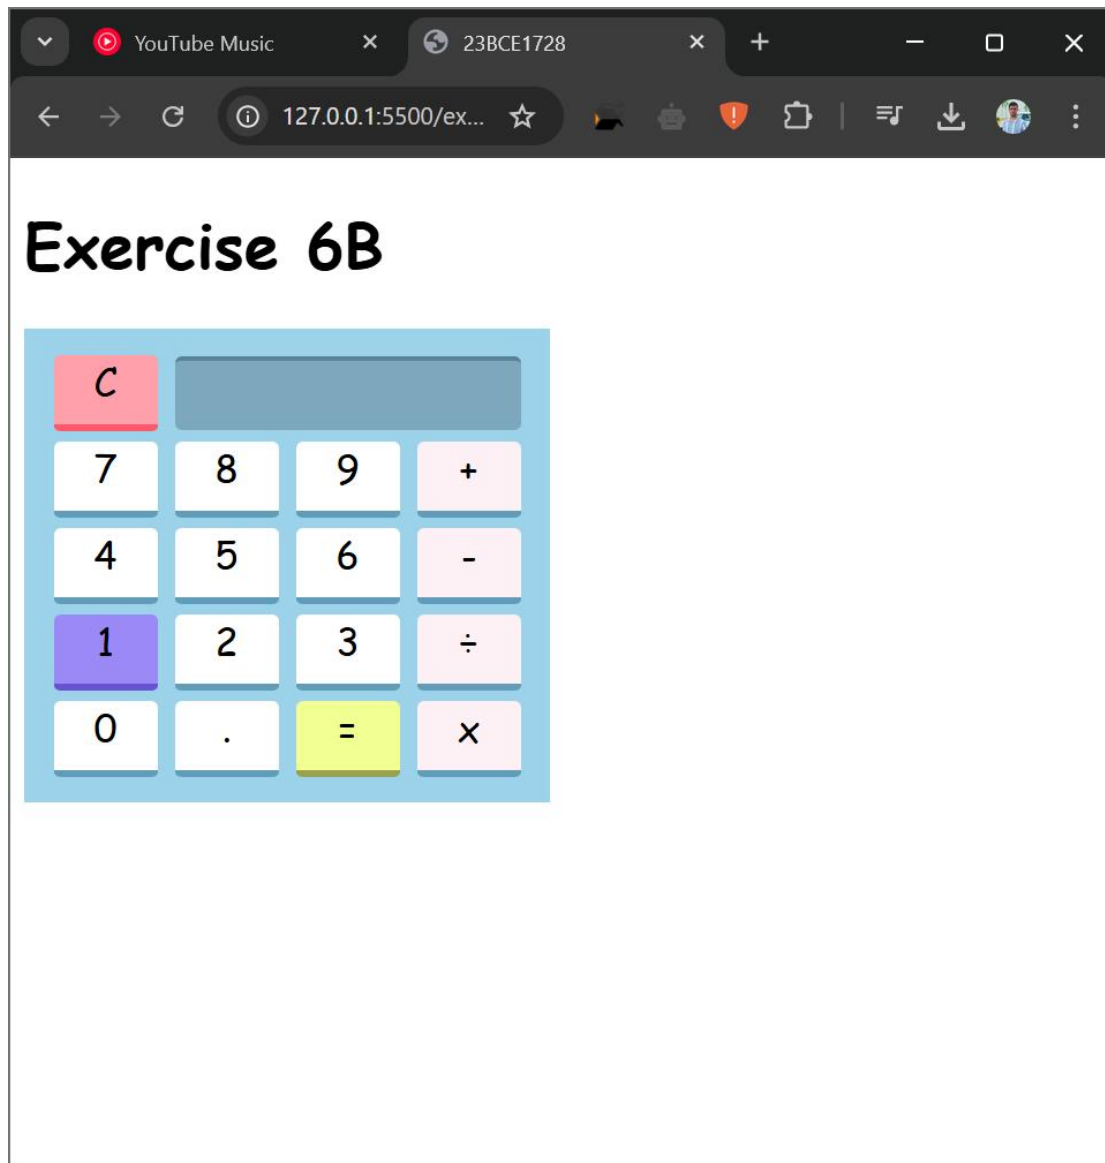 YouTube Music
23BCE1728
127.0.0.1:5500/ex...
Exercise 6B
C
7 8 9 +
4 5 6 -
1 2 3 ÷
0 . = x